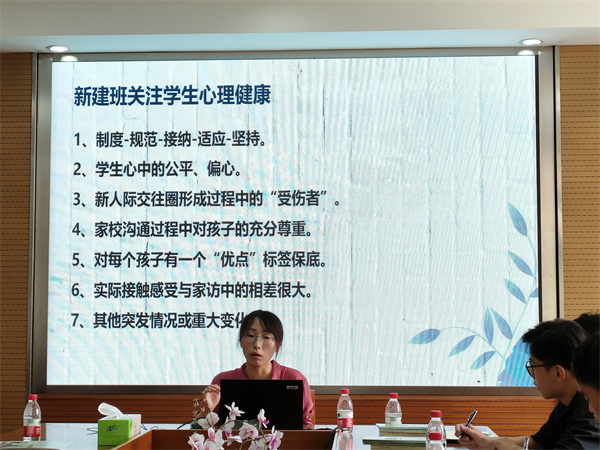 新建班关注学生心理健康
1、制度-规范-接纳-适应-坚持。
2、学生心中的公平、偏心。
3、新人际交往圈形成过程中的“受伤者”。
4、家校沟通过程中对孩子的充分尊重。
5、对每个孩子有一个“优点”标签保底。
6、实际接触感受与家访中的相差很大。
7、其他突发情况或重大变化